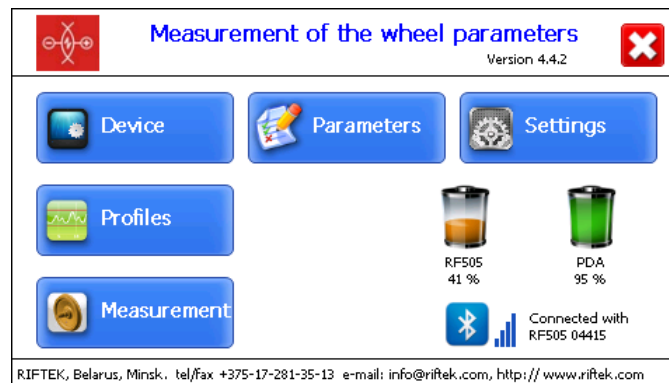 Measurement of the wheel parameters
Version 4.4.2
Device
Parameters
Settings
Profiles
RF505
41 %
PDA
95 %
Measurement
Connected with
RF505 04415
RIFTEK, Belarus, Minsk. tel/fax +375-17-281-35-13 e-mail: info@riftek.com, http:// www.riftek.com